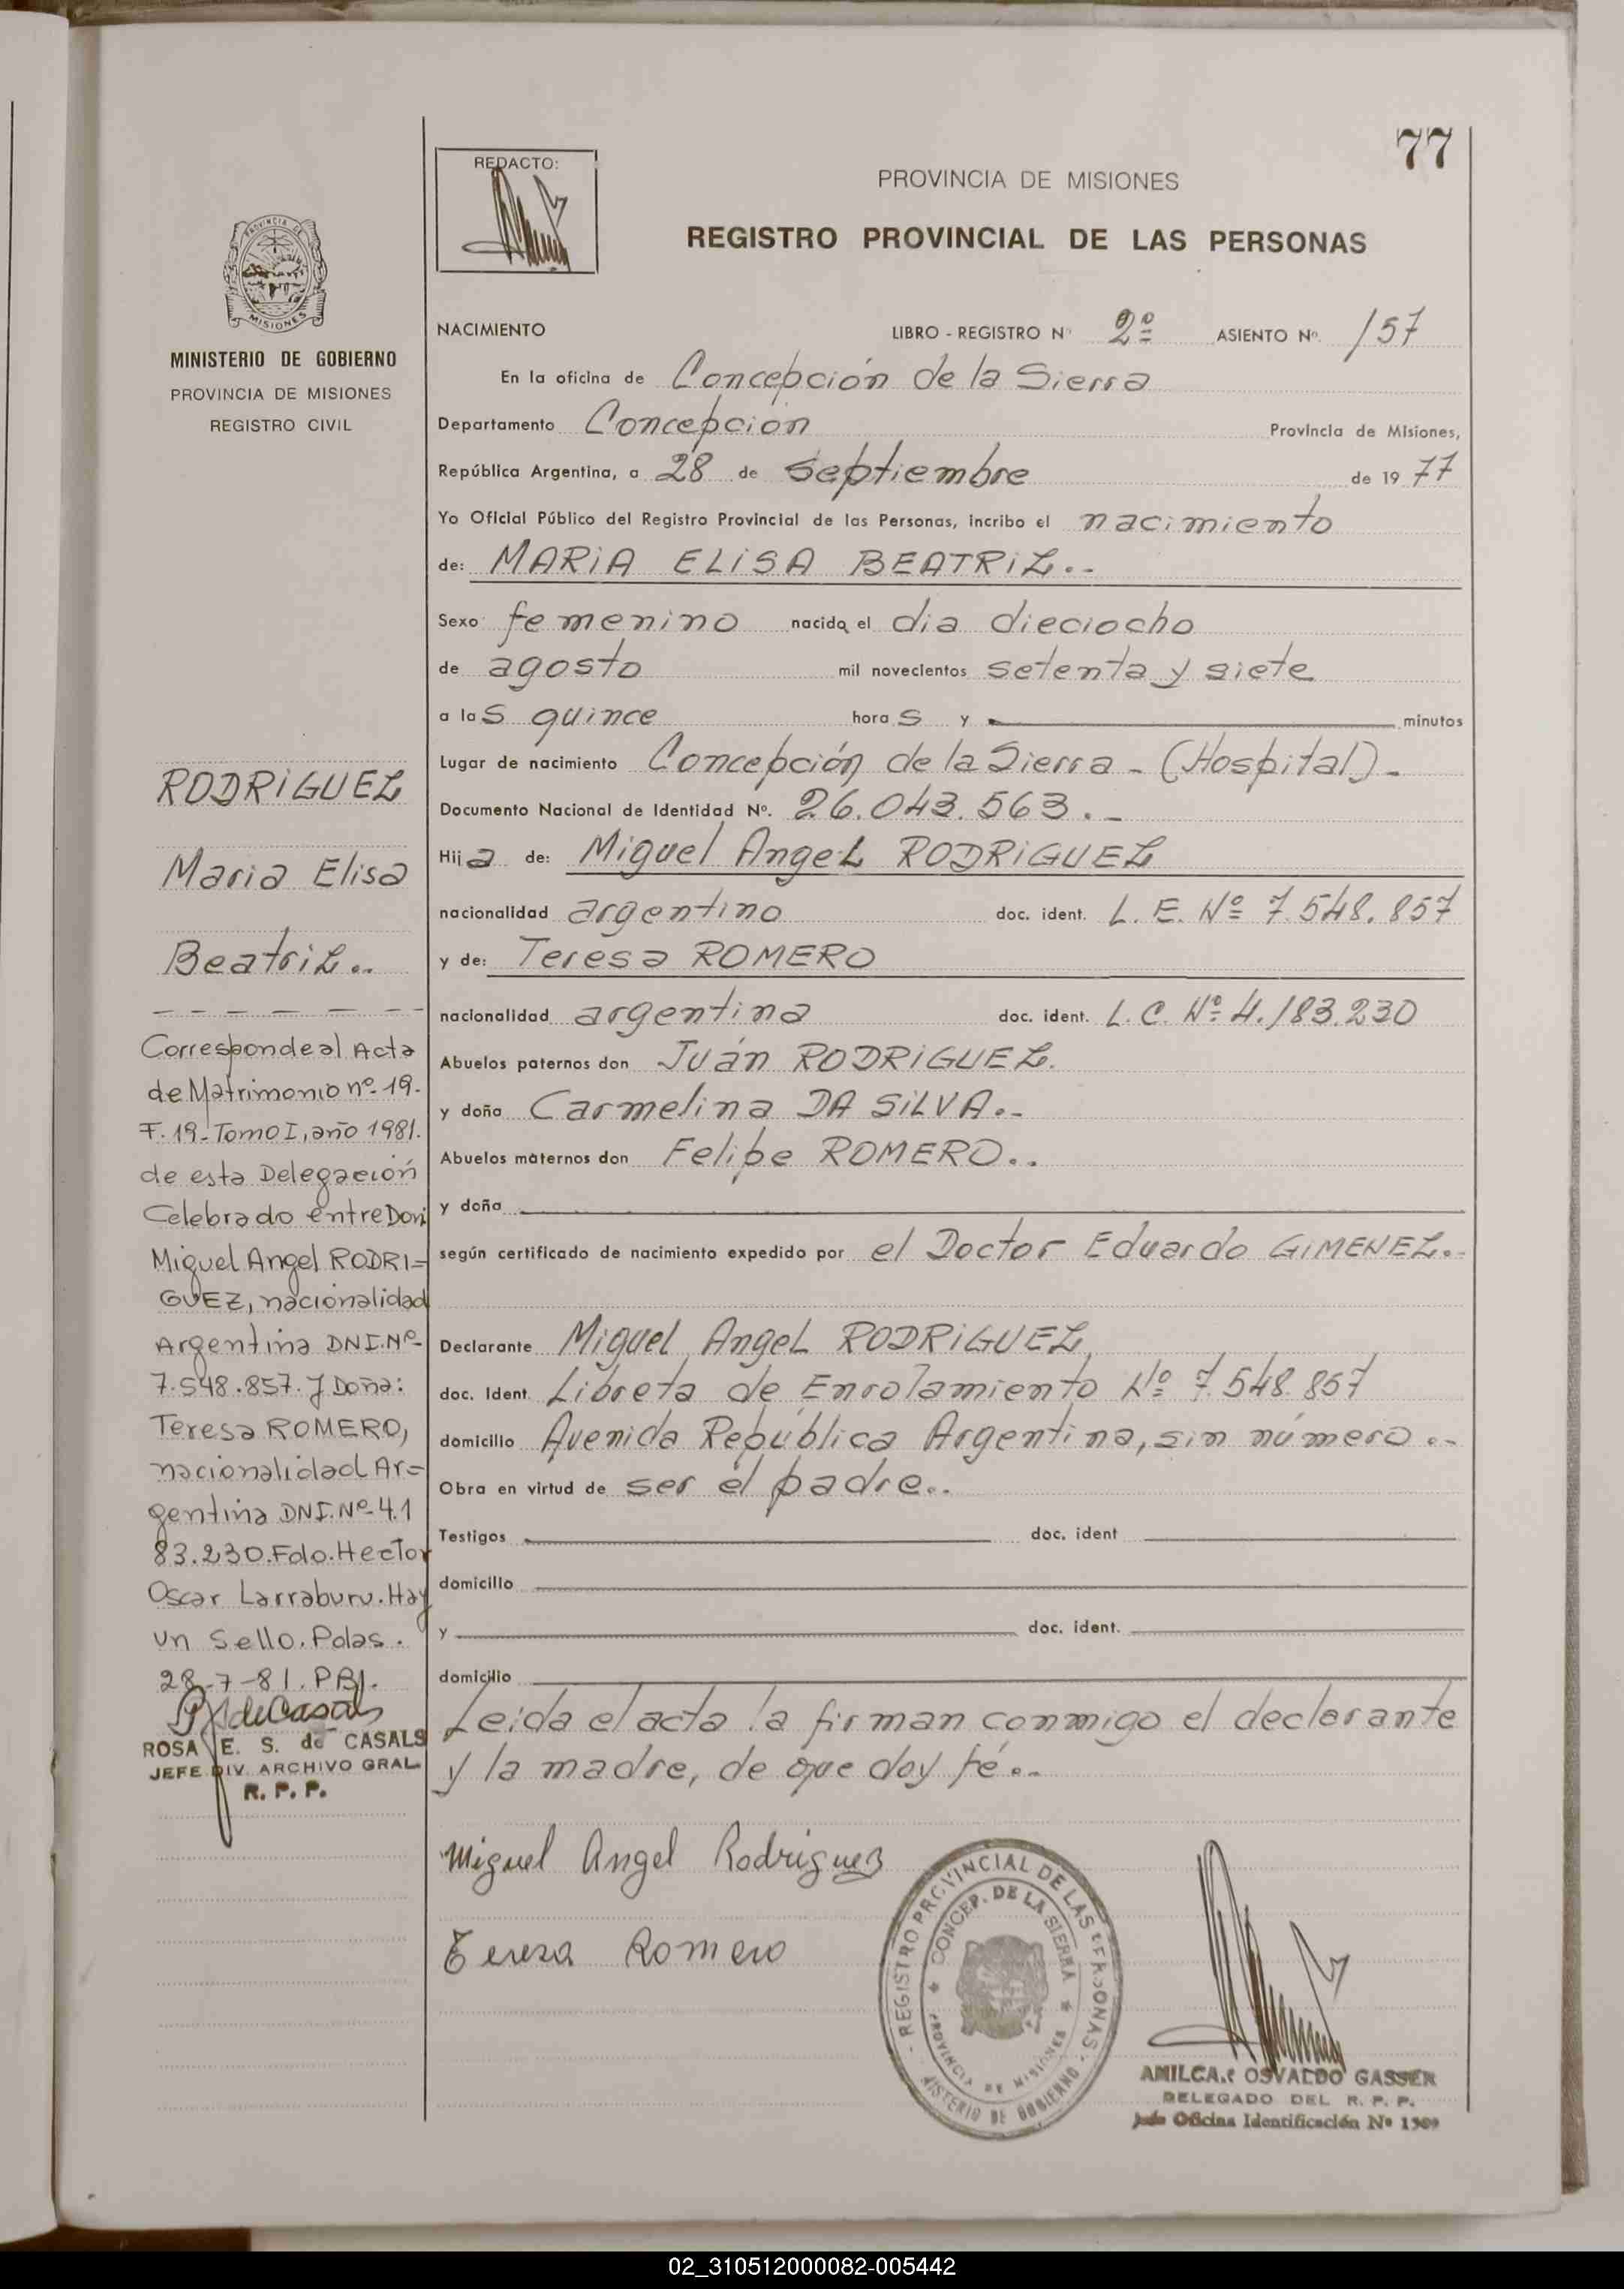 77
REDACTO:
PROVINCIA DE MISIONES
REGISTRO PROVINCIAL DE LAS PERSONAS
PROVINCIA DE
MISIONES
MINISTERIO DE GOBIERNO
PROVINCIA DE MISIONES
REGISTRO CIVIL
NACIMIENTO LIBRO - REGISTRO Nº 2º ASIENTO Nº. 157
En la oficina de Concepción de la Sierra
Departamento Concepción Provincia de Misiones,
República Argentina, a 28 de Septiembre de 1977
Yo Oficial Público del Registro Provincial de las Personas, incribo el nacimiento
de: MARIA ELISA BEATRIZ..-
Sexo femenino nacida el dia dieciocho
de agosto mil novecientos setenta y siete
a las quince horas y minutos
Lugar de nacimiento Concepción de la Sierra - (Hospital)-
Documento Nacional de Identidad Nº. 26.043.563.-
Hija de: Miguel Angel RODRIGUEZ
nacionalidad argentino doc. ident. L. E. Nº 7.548.857
y de: Teresa ROMERO
nacionalidad argentina doc. ident. L. C. Nº 4.183.230
Abuelos paternos don Juán RODRIGUEZ.
y doña Carmelina DA SILVA.-
Abuelos maternos don Felipe ROMERO..
y doña
según certificado de nacimiento expedido por el Doctor Eduardo GIMENEZ.-
Declarante Miguel Angel RODRIGUEZ,
doc. Ident. Libreta de Enrolamiento Nº 7.548.857
domicilio Avenida República Argentina, sin número.-
Obra en virtud de ser el padre..
Testigos doc. ident
domicilio
y doc. ident.
domicilio
Leida el acta la firman conmigo el declarante
y la madre, de que doy fé..-
Miguel Angel Rodriguez
Teresa Romero
RODRIGUEZ
Maria Elisa
Beatriz..
Corresponde al Acta
de Matrimonio nº-19-
F. 19-Tomo I, año 1981.
de esta Delegación
Celebrado entre Don
Miguel Angel RODRI=
GUEZ, nacionalidad
Argentina DNI.Nº-
7.548.857. y Doña:
Teresa ROMERO,
nacionalidad Ar=
gentina DNI.Nº-4.1
83.230.Fdo.Hector
Oscar Larraburu. Hay
un Sello. Pdas.
28-7-81. PBJ.
ROSA E. S. de CASALS
JEFE DIV. ARCHIVO GRAL
R. P. P.
REGISTRO PROVINCIAL DE LAS PERSONAS
CONCEP. DE LA SIERRA
PROVINCIA DE MISIONES
NISTERIO DE GOBIERNO
AMILCAR OSVALDO GASSER
DELEGADO DEL R. P. P.
Jefe Oficina Identificación Nº 1509
02_310512000082-005442